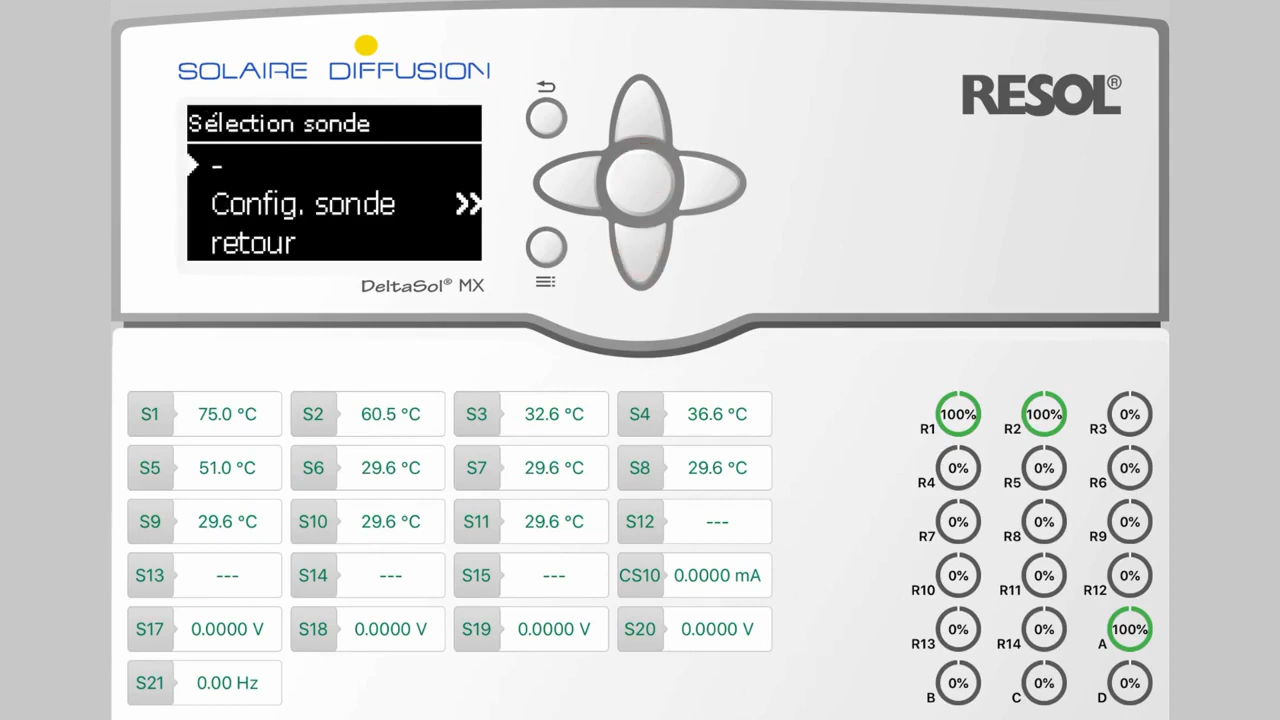 SOLAIRE DIFFUSION
RESOL®
Sélection sonde
-
Config. sonde »
retour
DeltaSol® MX
S1 75.0 °C S2 60.5 °C S3 32.6 °C S4 36.6 °C
R1 100% R2 100% R3 0%
S5 51.0 °C S6 29.6 °C S7 29.6 °C S8 29.6 °C
R4 0% R5 0% R6 0%
S9 29.6 °C S10 29.6 °C S11 29.6 °C S12 ---
R7 0% R8 0% R9 0%
S13 --- S14 --- S15 --- CS10 0.0000 mA
R10 0% R11 0% R12 0%
S17 0.0000 V S18 0.0000 V S19 0.0000 V S20 0.0000 V
R13 0% R14 0% A 100%
S21 0.00 Hz
B 0% C 0% D 0%